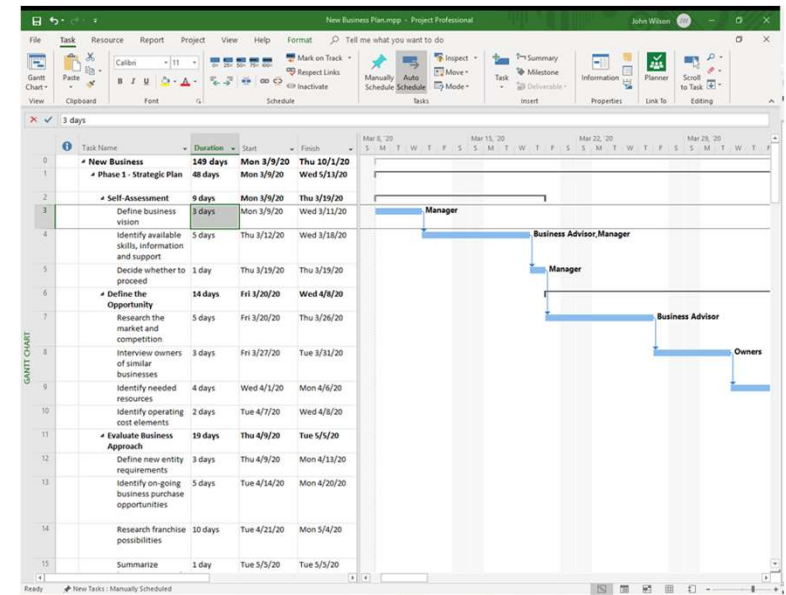 New Business Plan.mpp - Project Professional
John Wilson JW
File Task Resource Report Project View Help Format Tell me what you want to do
Gantt Chart
Paste
Calibri 11
B I U A
Mark on Track
Respect Links
Inactivate
Manually Schedule
Auto Schedule
Inspect
Move
Mode
Task
Summary
Milestone
Deliverable
Information
Planner
Scroll to Task
View Clipboard Font Schedule Tasks Insert Properties Link To Editing
3 days
Task Name Duration Start Finish
Mar 8, '20 Mar 15, '20 Mar 22, '20 Mar 29, '20
S M T W T F S S M T W T F S S M T W T F S S M T W T F
0 New Business 149 days Mon 3/9/20 Thu 10/1/20
1 Phase 1 - Strategic Plan 48 days Mon 3/9/20 Wed 5/13/20
2 Self-Assessment 9 days Mon 3/9/20 Thu 3/19/20
3 Define business 3 days Mon 3/9/20 Wed 3/11/20 Manager
vision
4 Identify available 5 days Thu 3/12/20 Wed 3/18/20 Business Advisor,Manager
skills, information
and support
5 Decide whether to 1 day Thu 3/19/20 Thu 3/19/20 Manager
proceed
6 Define the 14 days Fri 3/20/20 Wed 4/8/20
Opportunity
7 Research the 5 days Fri 3/20/20 Thu 3/26/20 Business Advisor
market and
competition
8 Interview owners 3 days Fri 3/27/20 Tue 3/31/20 Owners
of similar
businesses
9 Identify needed 4 days Wed 4/1/20 Mon 4/6/20
resources
10 Identify operating 2 days Tue 4/7/20 Wed 4/8/20
cost elements
11 Evaluate Business 19 days Thu 4/9/20 Tue 5/5/20
Approach
12 Define new entity 3 days Thu 4/9/20 Mon 4/13/20
requirements
13 Identify on-going 5 days Tue 4/14/20 Mon 4/20/20
business purchase
opportunities
14 Research franchise 10 days Tue 4/21/20 Mon 5/4/20
possibilities
15 Summarize 1 day Tue 5/5/20 Tue 5/5/20
GANTT CHART
Ready New Tasks : Manually Scheduled